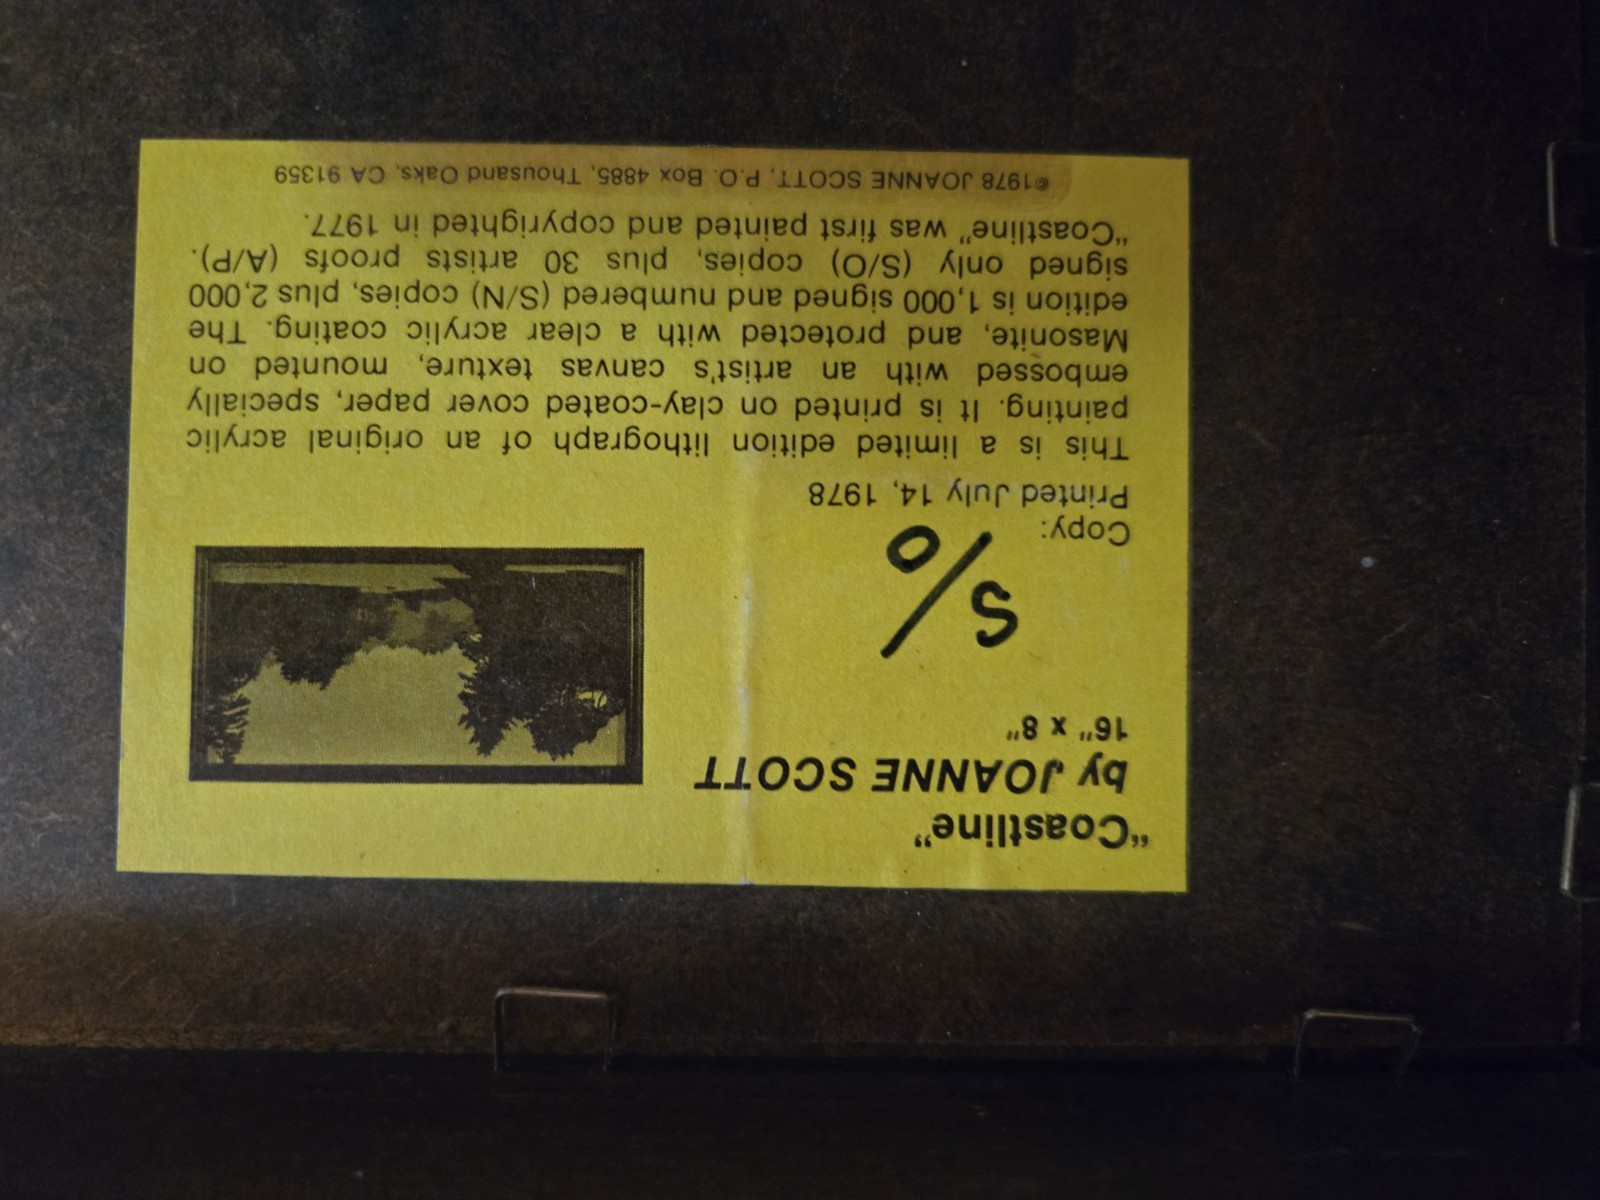 “Coastline”
by JOANNE SCOTT
16" x 8"
S/O
Copy:
Printed July 14, 1978
This is a limited edition lithograph of an original acrylic
painting. It is printed on clay-coated cover paper, specially
embossed with an artist's canvas texture, mounted on
Masonite, and protected with a clear acrylic coating. The
edition is 1,000 signed and numbered (S/N) copies, plus 2,000
signed only (S/O) copies, plus 30 artists proofs (A/P).
“Coastline” was first painted and copyrighted in 1977.
©1978 JOANNE SCOTT, P.O. Box 4885, Thousand Oaks, CA 91359